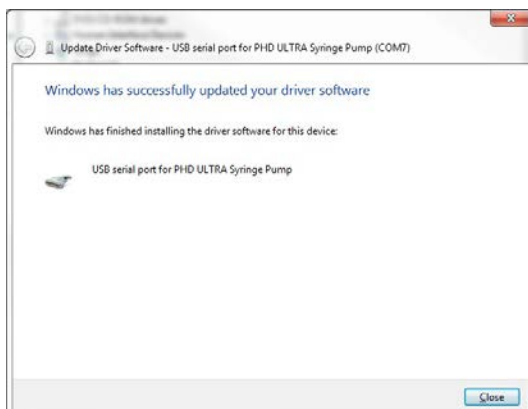 Update Driver Software - USB serial port for PHD ULTRA Syringe Pump (COM7)
Windows has successfully updated your driver software
Windows has finished installing the driver software for this device:
USB serial port for PHD ULTRA Syringe Pump
Close